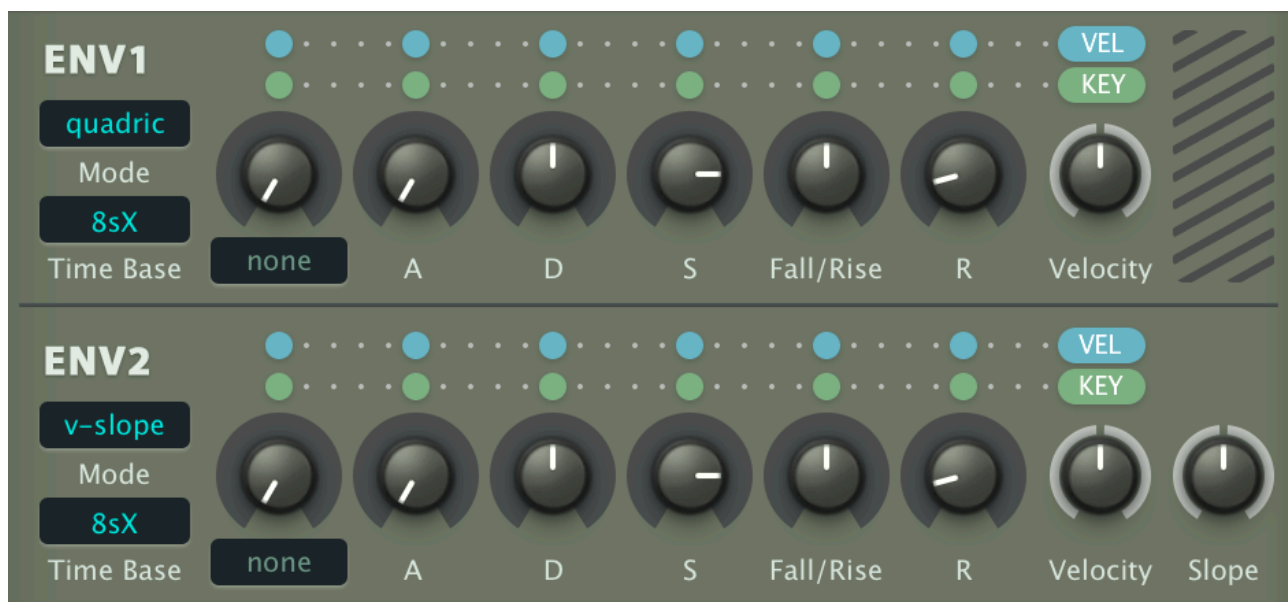 ENV1
VEL
KEY
quadric
Mode
8sX
Time Base
none
A
D
S
Fall/Rise
R
Velocity
ENV2
VEL
KEY
v-slope
Mode
8sX
Time Base
none
A
D
S
Fall/Rise
R
Velocity
Slope